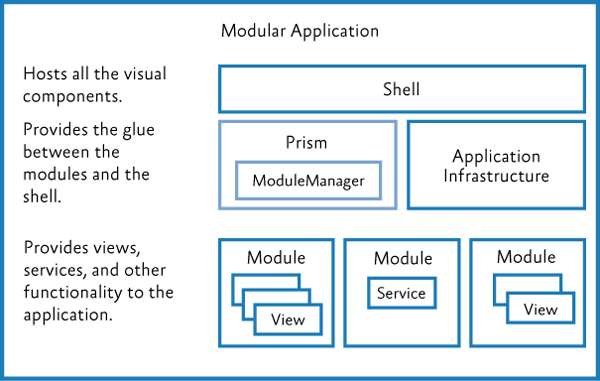 Modular Application
Hosts all the visual
components.
Shell
Provides the glue
between the
modules and the
shell.
Prism
ModuleManager
Application
Infrastructure
Provides views,
services, and other
functionality to the
application.
Module
View
Module
Service
Module
View